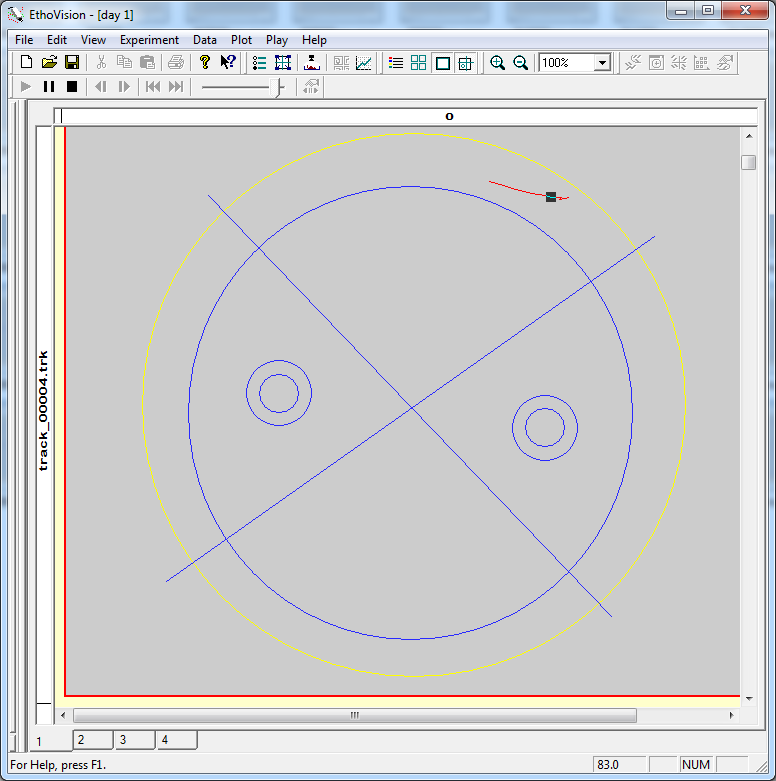 EthoVision - [day 1]
File Edit View Experiment Data Plot Play Help
100%
o
track_00004.trk
1 2 3 4
For Help, press F1. 83.0 NUM